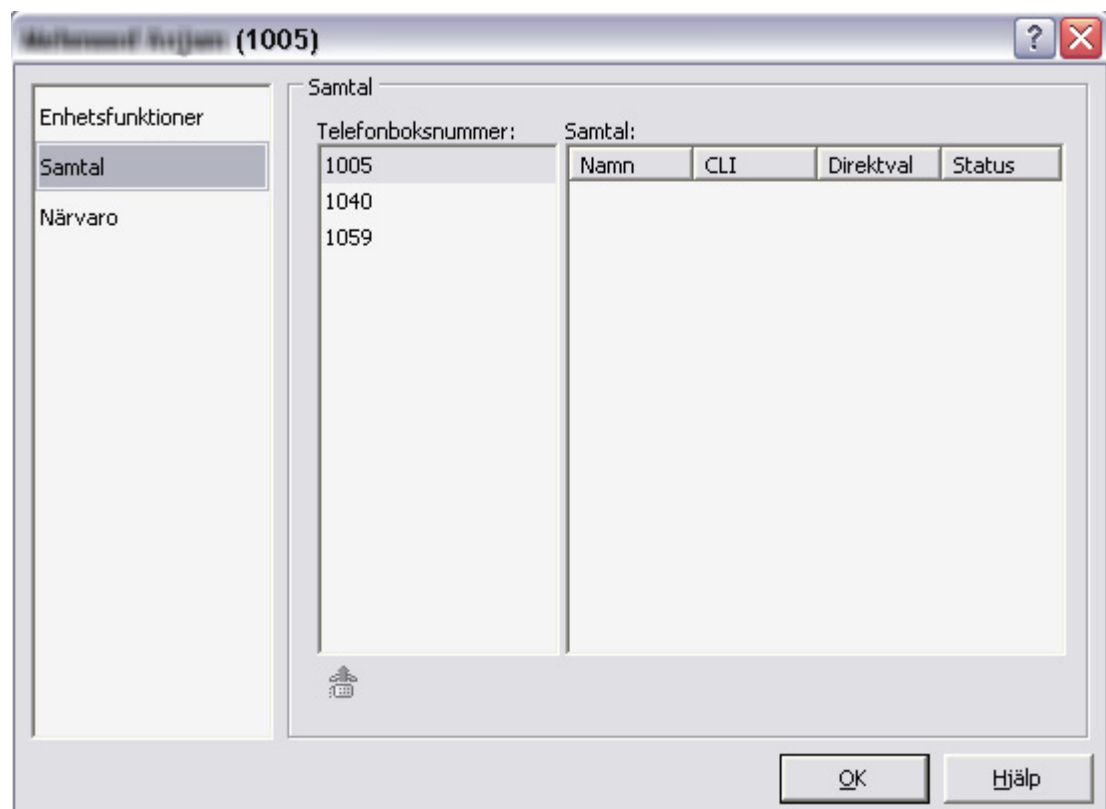 (1005)
Enhetsfunktioner
Samtal
Närvaro
Samtal
Telefonboksnummer:
1005
1040
1059
Samtal:
Namn CLI Direktval Status
OK
Hjälp